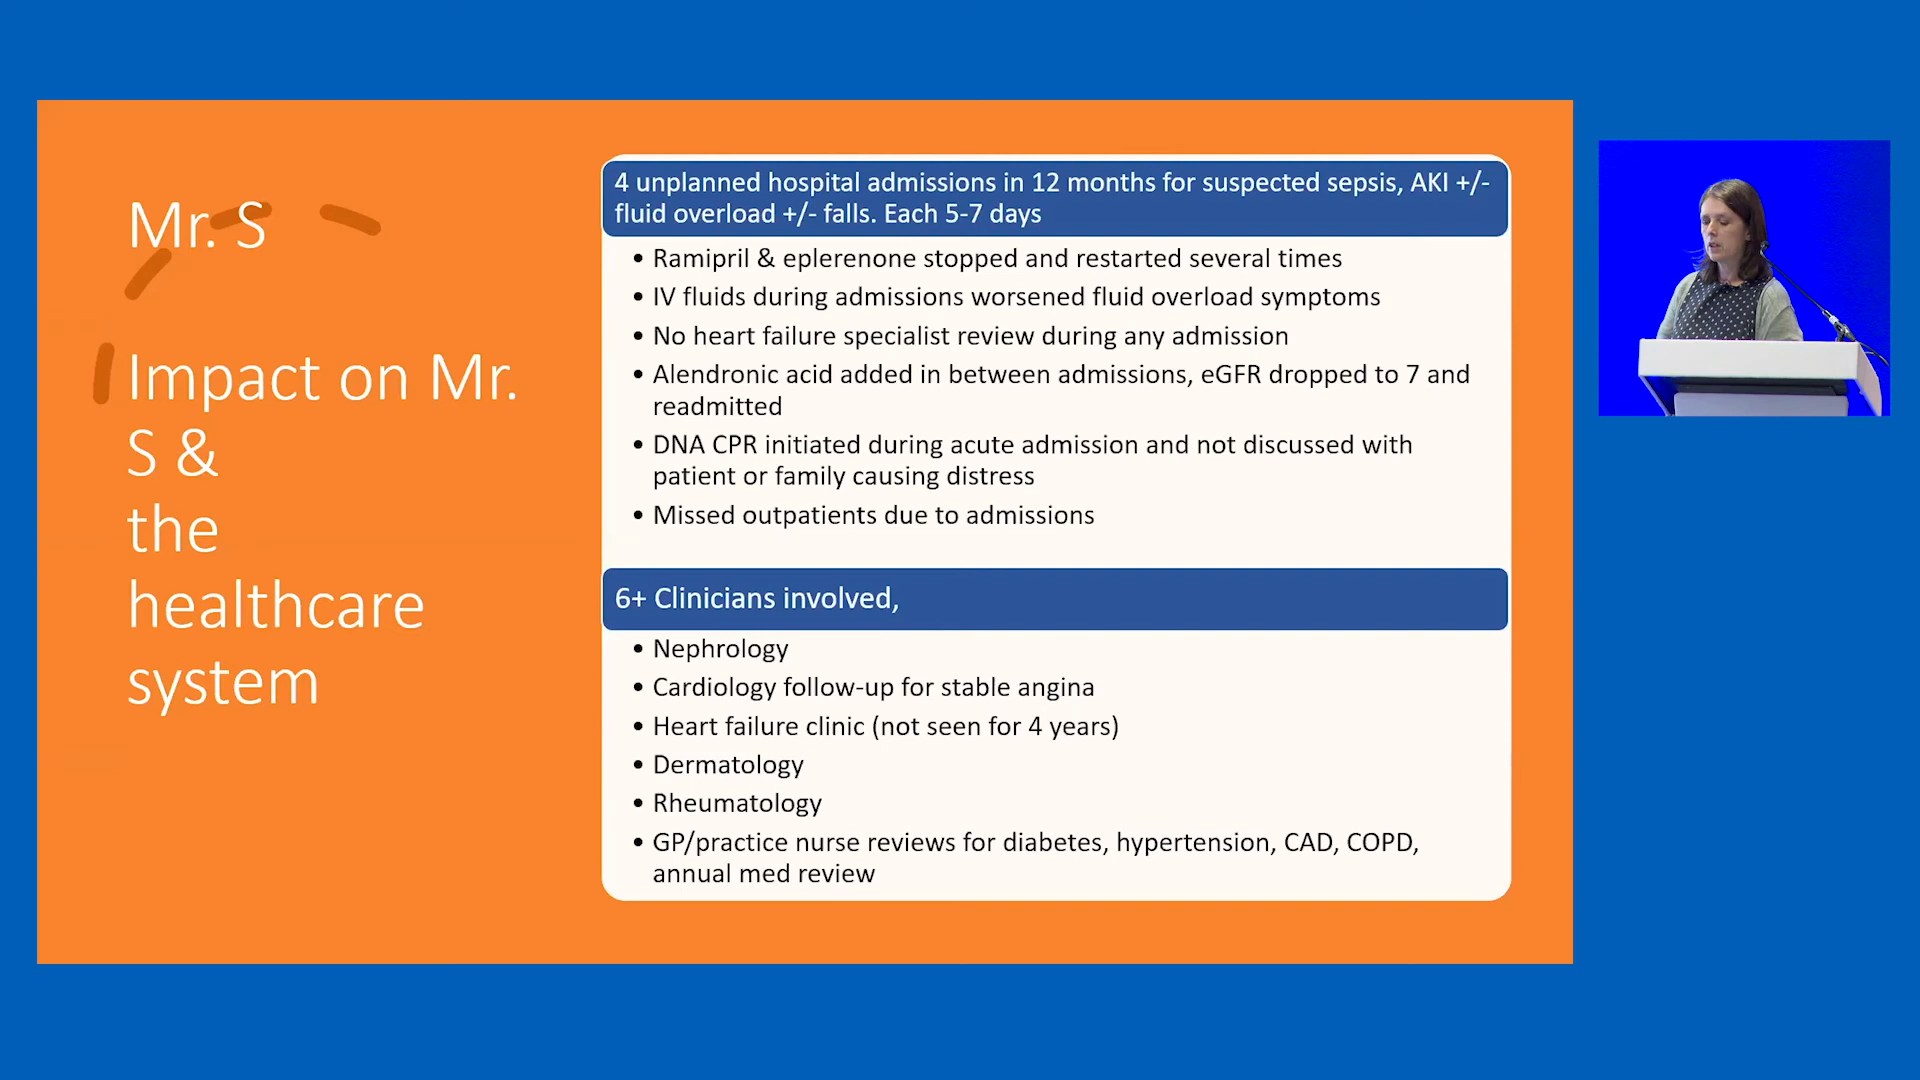 Mr. S
Impact on Mr.
S &
the
healthcare
system
4 unplanned hospital admissions in 12 months for suspected sepsis, AKI +/-
fluid overload +/- falls. Each 5-7 days
• Ramipril & eplerenone stopped and restarted several times
• IV fluids during admissions worsened fluid overload symptoms
• No heart failure specialist review during any admission
• Alendronic acid added in between admissions, eGFR dropped to 7 and
readmitted
• DNA CPR initiated during acute admission and not discussed with
patient or family causing distress
• Missed outpatients due to admissions
6+ Clinicians involved,
• Nephrology
• Cardiology follow-up for stable angina
• Heart failure clinic (not seen for 4 years)
• Dermatology
• Rheumatology
• GP/practice nurse reviews for diabetes, hypertension, CAD, COPD,
annual med review